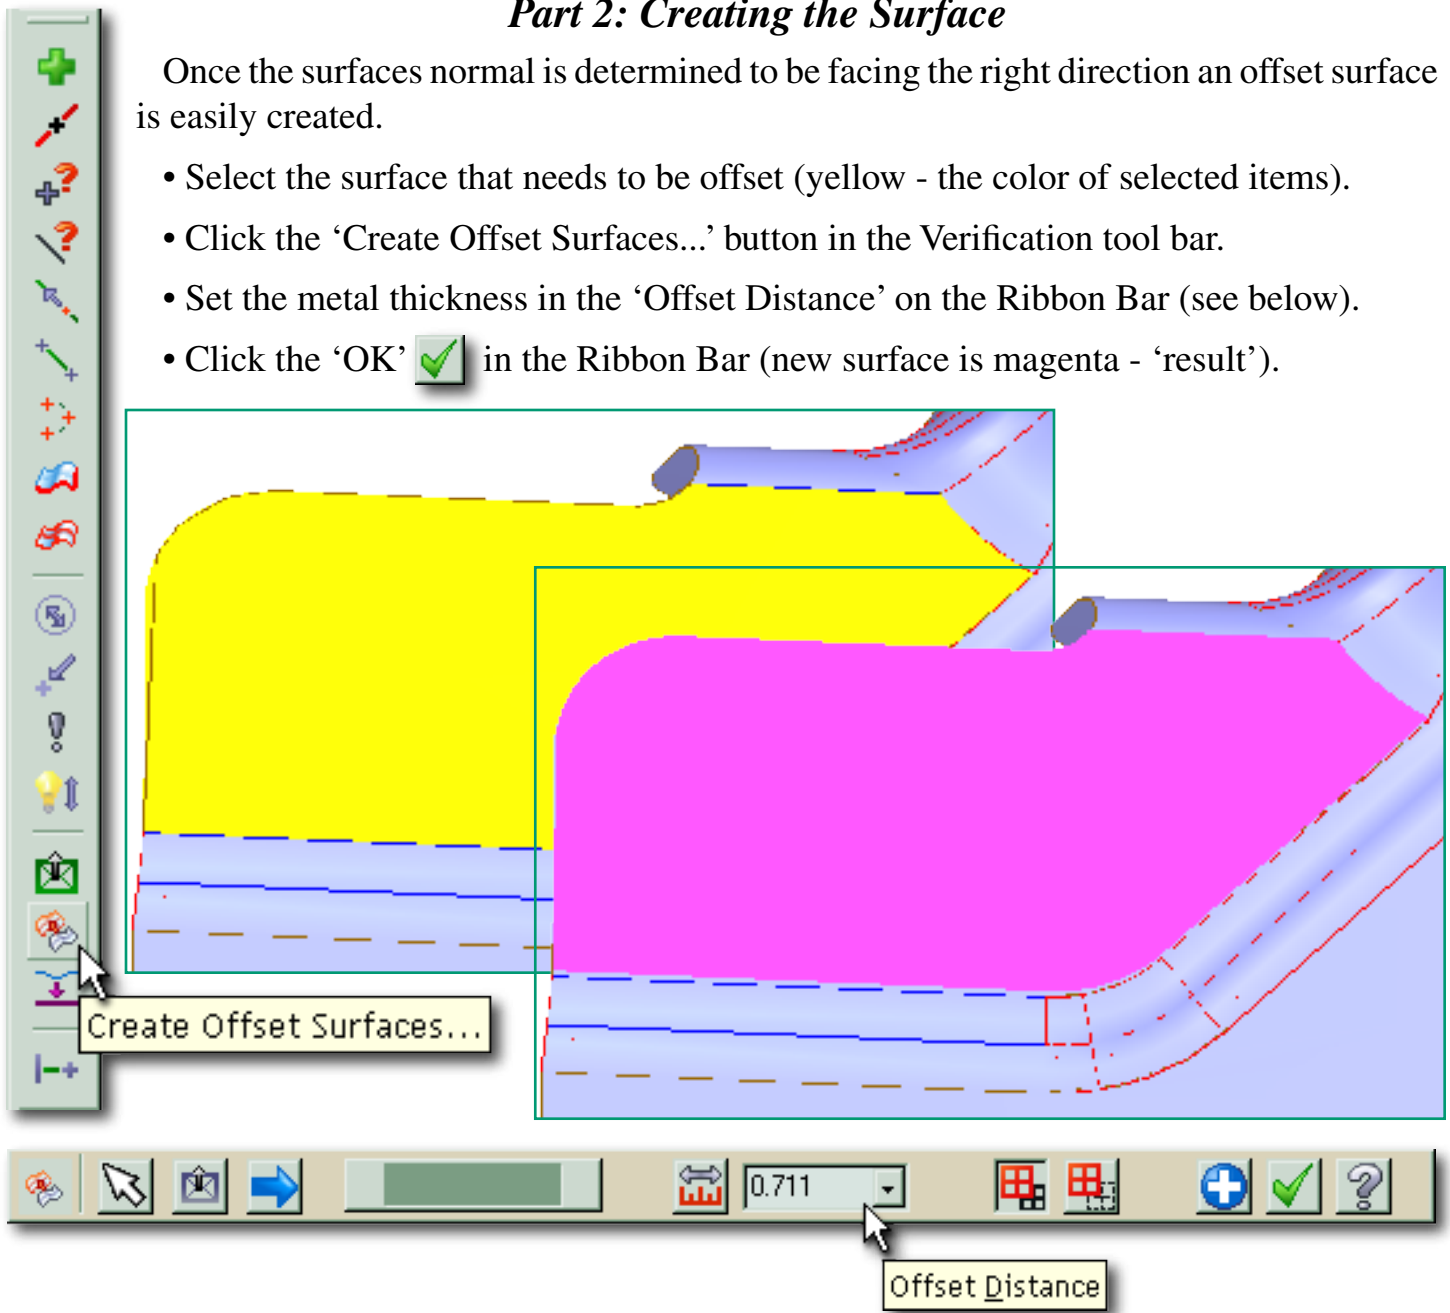 Part 2: Creating the Surface
Once the surfaces normal is determined to be facing the right direction an offset surface
is easily created.
• Select the surface that needs to be offset (yellow - the color of selected items).
• Click the ‘Create Offset Surfaces...’ button in the Verification tool bar.
• Set the metal thickness in the ‘Offset Distance’ on the Ribbon Bar (see below).
• Click the ‘OK’ in the Ribbon Bar (new surface is magenta - ‘result’).
Create Offset Surfaces...
0.711
Offset Distance